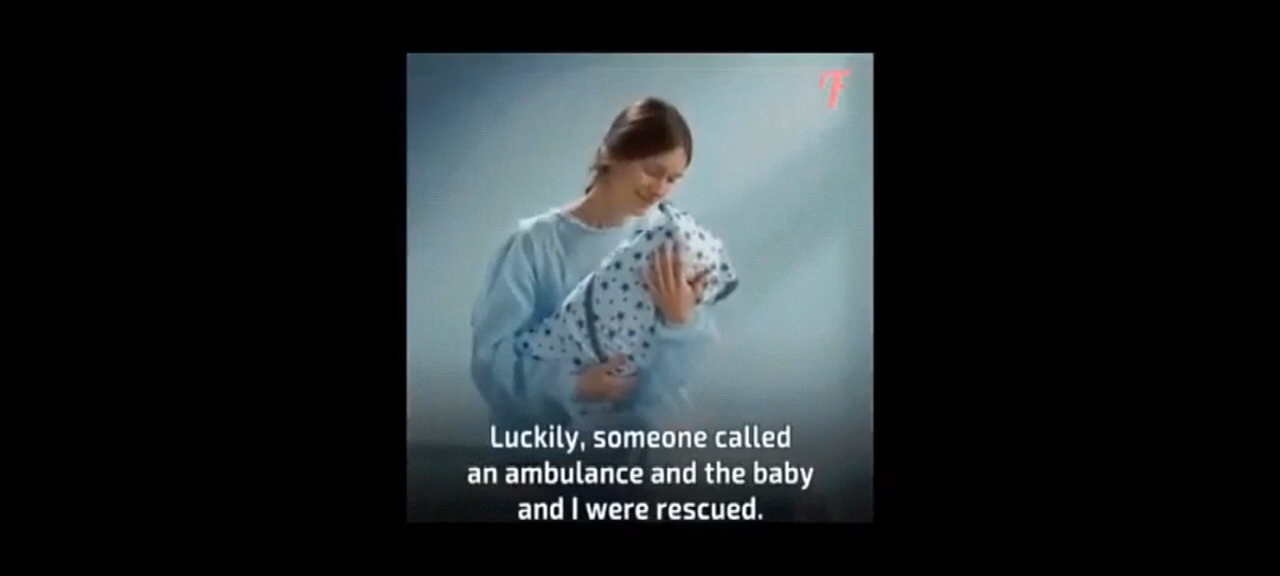 F
Luckily, someone called
an ambulance and the baby
and I were rescued.